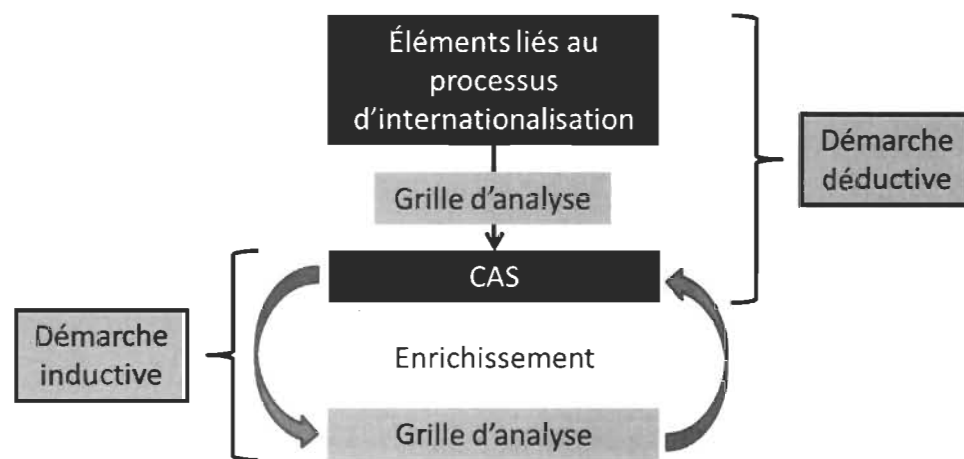 Éléments liés au
processus
d'internationalisation
Démarche
déductive
Grille d'analyse
CAS
Démarche
inductive
Enrichissement
Grille d'analyse